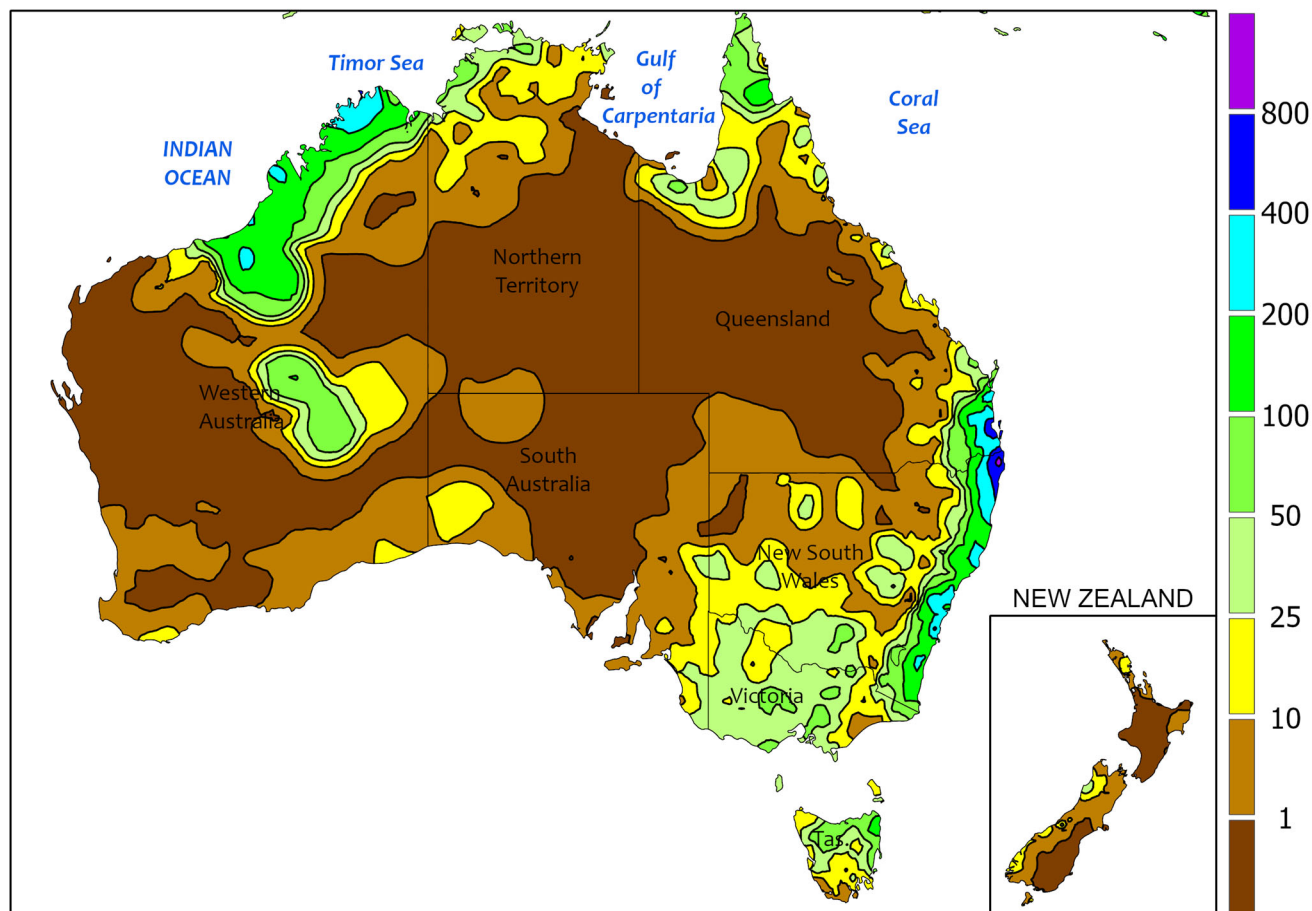 Timor Sea
Gulf
of
Carpentaria
Coral
Sea
INDIAN
OCEAN
Northern
Territory
Queensland
Western
Australia
South
Australia
New South
Wales
Victoria
Tas.
NEW ZEALAND
800
400
200
100
50
25
10
1